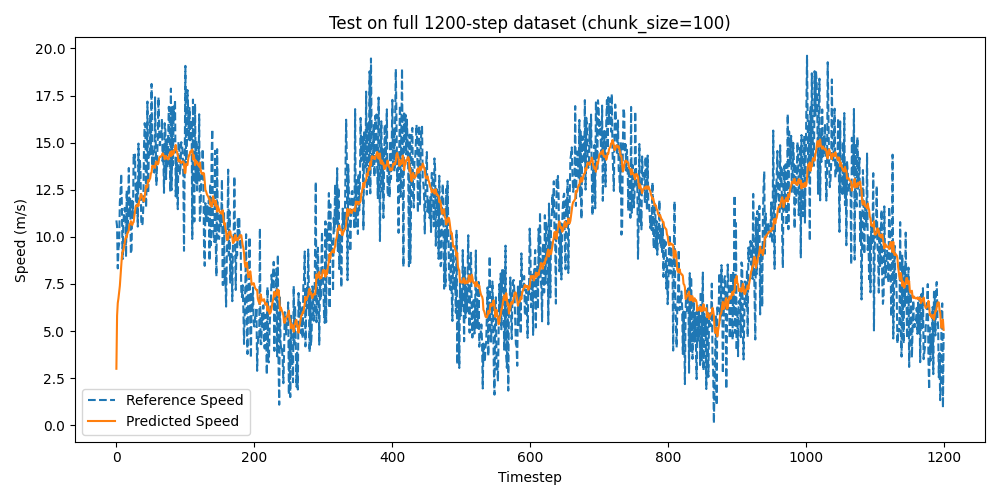 Test on full 1200-step dataset (chunk_size=100)
Speed (m/s)
20.0
17.5
15.0
12.5
10.0
7.5
5.0
2.5
0.0
Reference Speed
Predicted Speed
0 200 400 600 800 1000 1200
Timestep